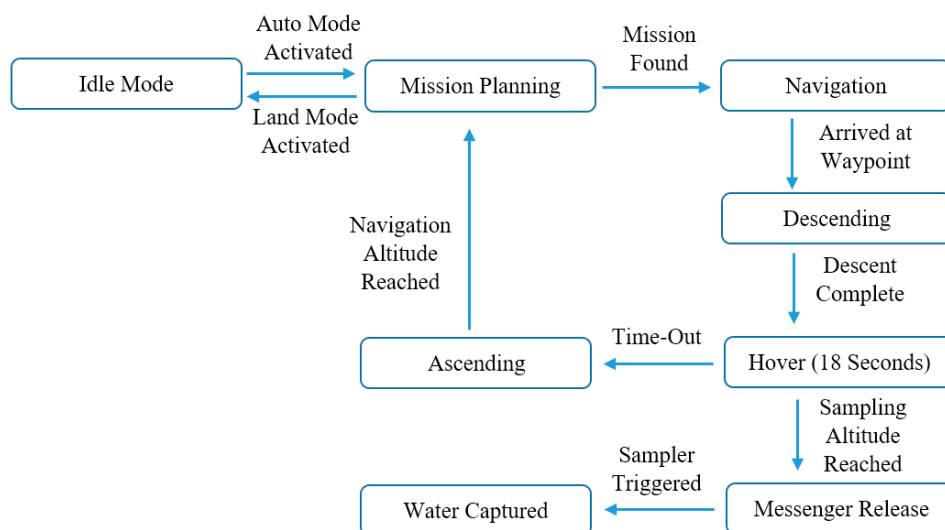 Auto Mode
Activated
Mission
Found
Idle Mode
Mission Planning
Navigation
Land Mode
Activated
Arrived at
Waypoint
Navigation
Altitude
Reached
Descending
Descent
Complete
Time-Out
Ascending
Hover (18 Seconds)
Sampling
Altitude
Reached
Sampler
Triggered
Water Captured
Messenger Release